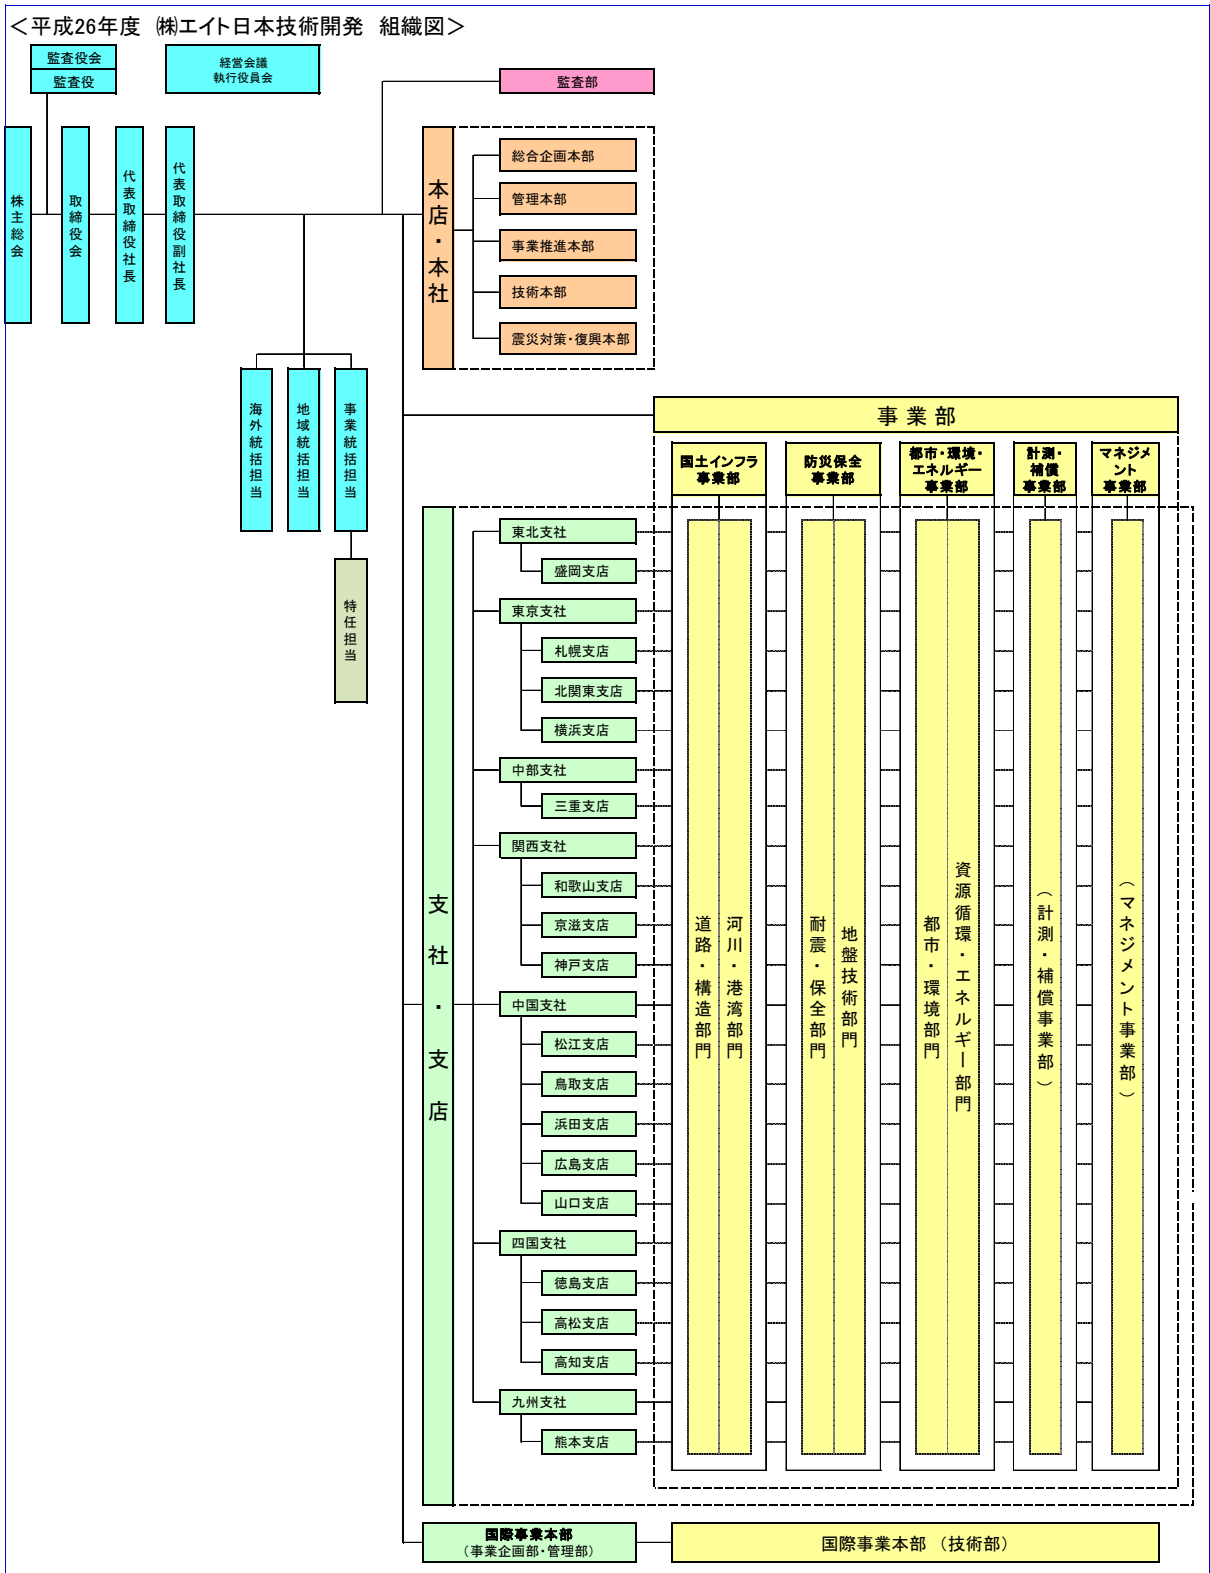 ＜平成26年度　㈱エイト日本技術開発　組織図＞
監査役会
監査役
経営会議
執行役員会
監査部
株主総会
取締役会
代表取締役社長
代表取締役副社長
本店・本社
総合企画本部
管理本部
事業推進本部
技術本部
震災対策・復興本部
海外統括担当
地域統括担当
事業統括担当
特任担当
事業部
国土インフラ
事業部
防災保全
事業部
都市・環境・
エネルギー
事業部
計測・
補償
事業部
マネジメ
ント
事業部
支社・支店
東北支社
盛岡支店
東京支社
札幌支店
北関東支店
横浜支店
中部支社
三重支店
関西支社
和歌山支店
京滋支店
神戸支店
中国支社
松江支店
鳥取支店
浜田支店
広島支店
山口支店
四国支社
徳島支店
高松支店
高知支店
九州支社
熊本支店
道路・構造部門
河川・港湾部門
耐震・保全部門
地盤技術部門
都市・環境部門
資源循環・エネルギー部門
（計測・補償事業部）
（マネジメント事業部）
国際事業本部
（事業企画部・管理部）
国際事業本部　（技術部）